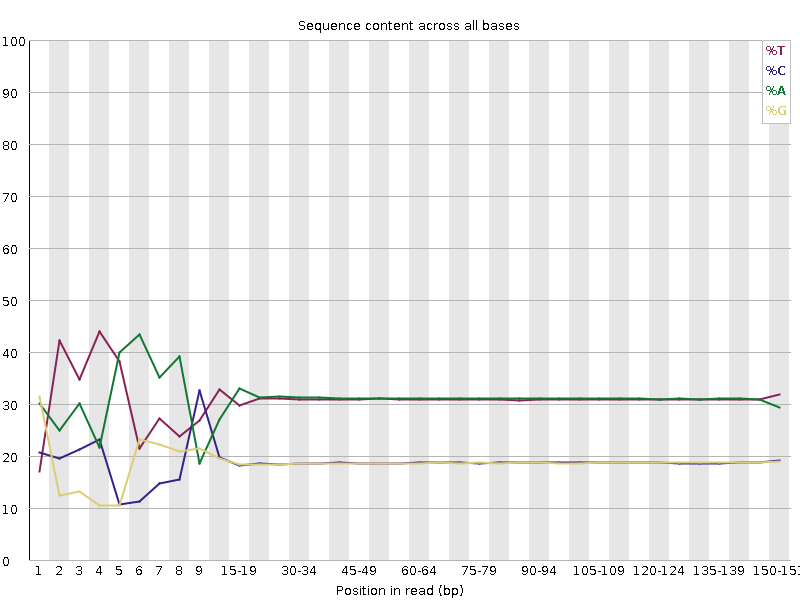 Sequence content across all bases
100
90
80
70
60
50
40
30
20
10
0
%T
%C
%A
%G
1 2 3 4 5 6 7 8 9 15-19 30-34 45-49 60-64 75-79 90-94 105-109 120-124 135-139 150-151
Position in read (bp)